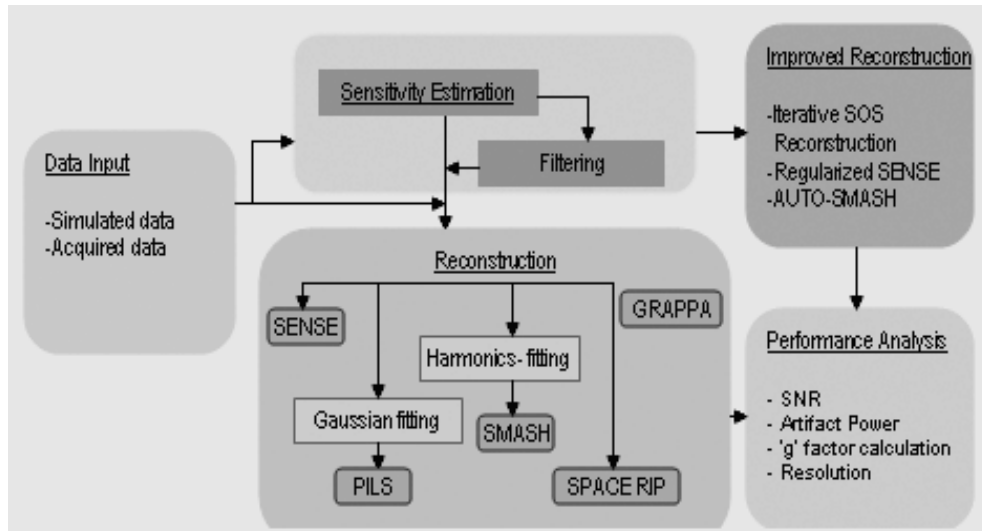 Data Input
-Simulated data
-Acquired data
Sensitivity Estimation
Filtering
Improved Reconstruction
-Iterative SOS
Reconstruction
-Regularized SENSE
-AUTO-SMASH
Reconstruction
SENSE
GRAPPA
Harmonics- fitting
Gaussian fitting
SMASH
PILS
SPACE RIP
Performance Analysis
- SNR
- Artifact Power
- 'g' factor calculation
- Resolution